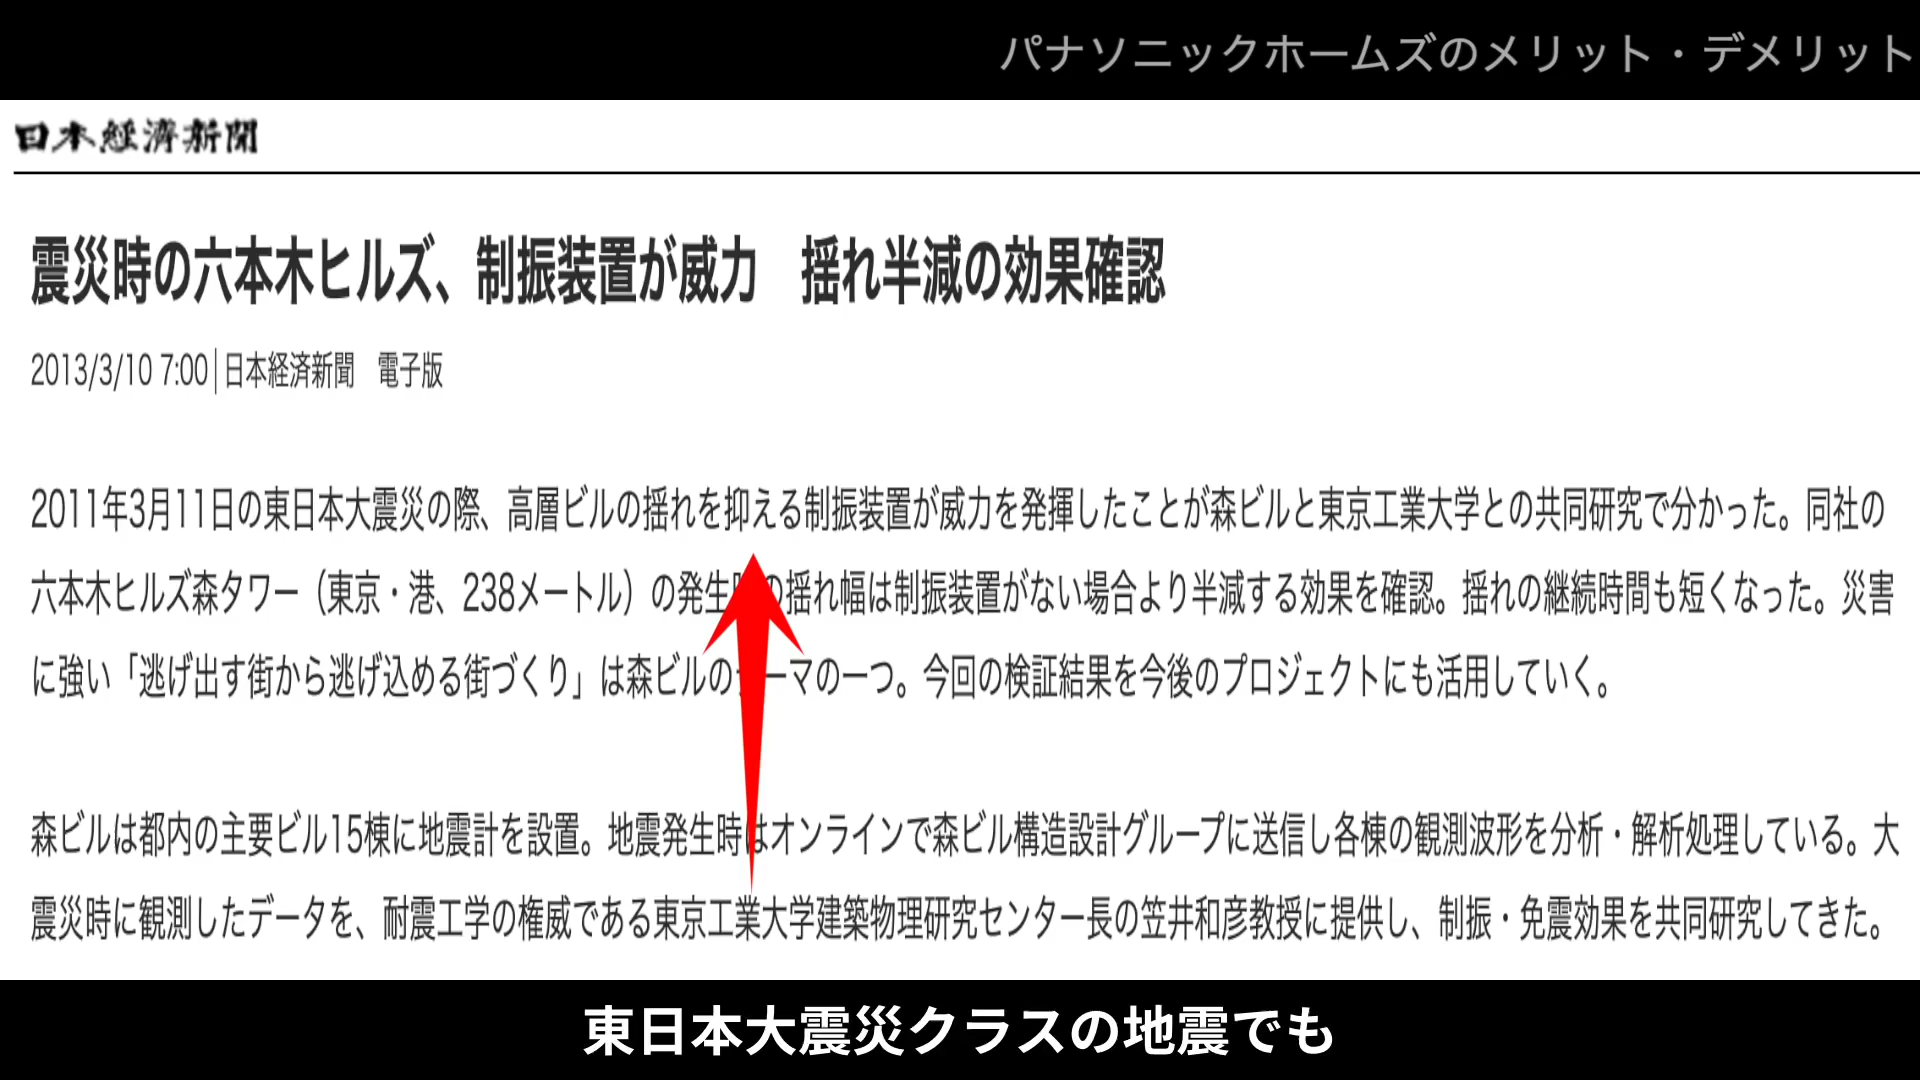 パナソニックホームズのメリット・デメリット
日本経済新聞
震災時の六本木ヒルズ、制振装置が威力　揺れ半減の効果確認
2013/3/10 7:00|日本経済新聞　電子版
2011年3月11日の東日本大震災の際、高層ビルの揺れを抑える制振装置が威力を発揮したことが森ビルと東京工業大学との共同研究で分かった。同社の
六本木ヒルズ森タワー（東京・港、238メートル）の発生の揺れ幅は制振装置がない場合より半減する効果を確認。揺れの継続時間も短くなった。災害
に強い「逃げ出す街から逃げ込める街づくり」は森ビルのーマの一つ。今回の検証結果を今後のプロジェクトにも活用していく。
森ビルは都内の主要ビル15棟に地震計を設置。地震発生時はオンラインで森ビル構造設計グループに送信し各棟の観測波形を分析・解析処理している。大
震災時に観測したデータを、耐震工学の権威である東京工業大学建築物理研究センター長の笠井和彦教授に提供し、制振・免震効果を共同研究してきた。
東日本大震災クラスの地震でも